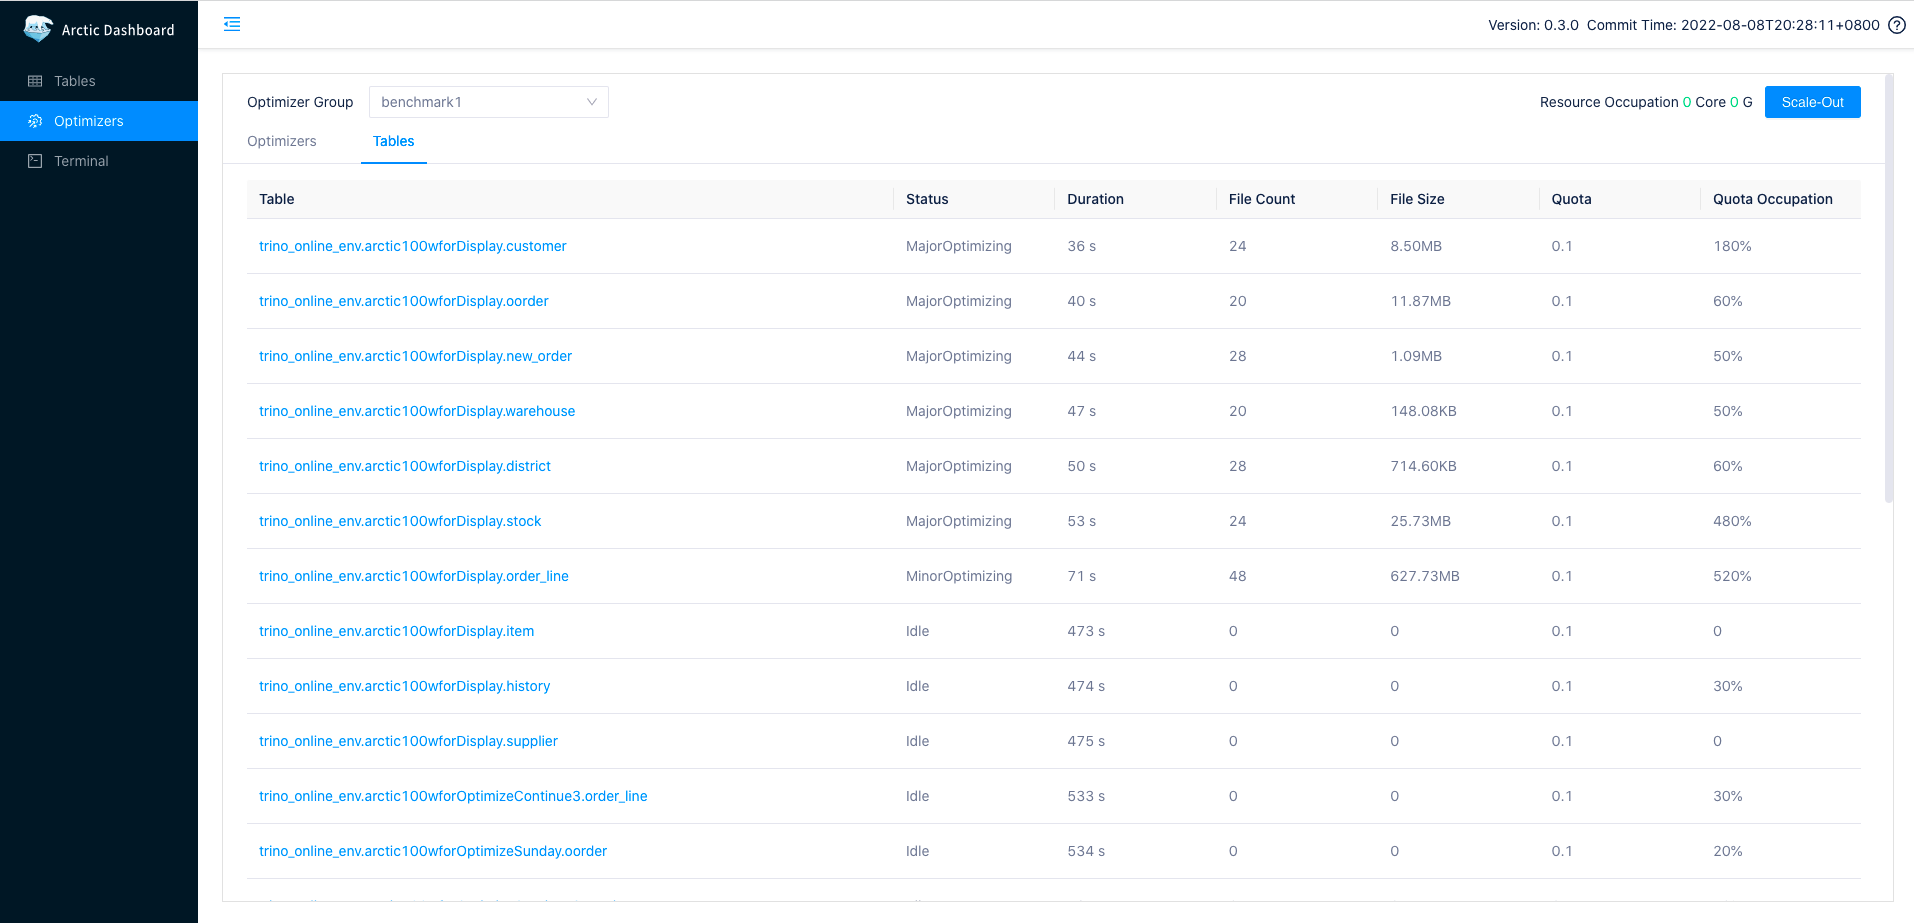 Arctic Dashboard
Version: 0.3.0 Commit Time: 2022-08-08T20:28:11+0800
Tables
Optimizers
Terminal
Optimizer Group benchmark1 Resource Occupation 0 Core 0 G Scale-Out
Optimizers Tables
Table Status Duration File Count File Size Quota Quota Occupation
trino_online_env.arctic100wforDisplay.customer MajorOptimizing 36 s 24 8.50MB 0.1 180%
trino_online_env.arctic100wforDisplay.oorder MajorOptimizing 40 s 20 11.87MB 0.1 60%
trino_online_env.arctic100wforDisplay.new_order MajorOptimizing 44 s 28 1.09MB 0.1 50%
trino_online_env.arctic100wforDisplay.warehouse MajorOptimizing 47 s 20 148.08KB 0.1 50%
trino_online_env.arctic100wforDisplay.district MajorOptimizing 50 s 28 714.60KB 0.1 60%
trino_online_env.arctic100wforDisplay.stock MajorOptimizing 53 s 24 25.73MB 0.1 480%
trino_online_env.arctic100wforDisplay.order_line MinorOptimizing 71 s 48 627.73MB 0.1 520%
trino_online_env.arctic100wforDisplay.item Idle 473 s 0 0 0.1 0
trino_online_env.arctic100wforDisplay.history Idle 474 s 0 0 0.1 30%
trino_online_env.arctic100wforDisplay.supplier Idle 475 s 0 0 0.1 0
trino_online_env.arctic100wforOptimizeContinue3.order_line Idle 533 s 0 0 0.1 30%
trino_online_env.arctic100wforOptimizeSunday.oorder Idle 534 s 0 0 0.1 20%